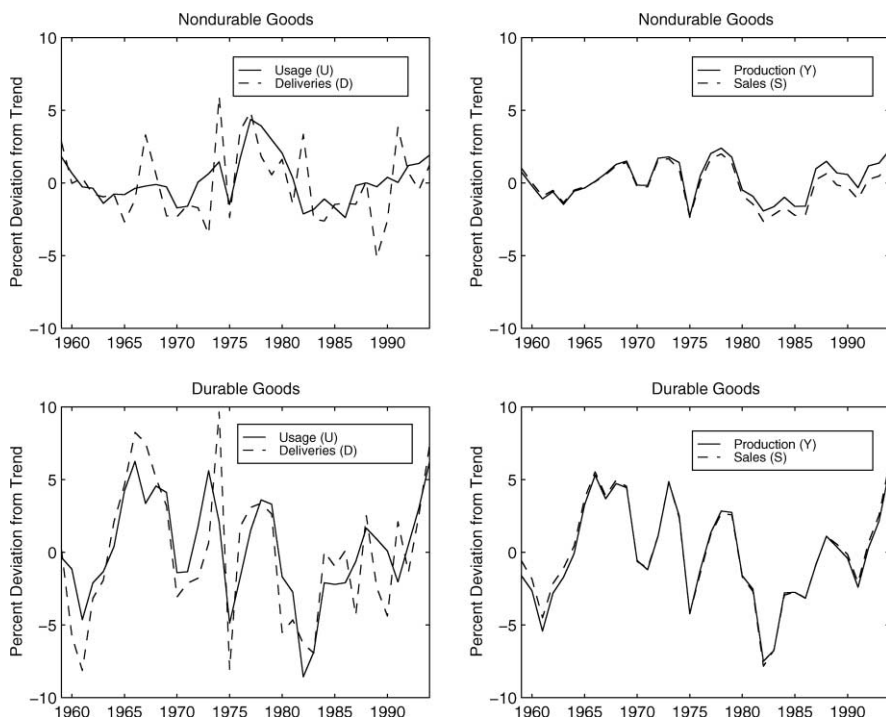 Nondurable Goods
Percent Deviation from Trend
10
5
0
−5
−10
Usage (U)
Deliveries (D)
1960 1965 1970 1975 1980 1985 1990
Nondurable Goods
Percent Deviation from Trend
10
5
0
−5
−10
Production (Y)
Sales (S)
1960 1965 1970 1975 1980 1985 1990
Durable Goods
Percent Deviation from Trend
10
5
0
−5
−10
Usage (U)
Deliveries (D)
1960 1965 1970 1975 1980 1985 1990
Durable Goods
Percent Deviation from Trend
10
5
0
−5
−10
Production (Y)
Sales (S)
1960 1965 1970 1975 1980 1985 1990